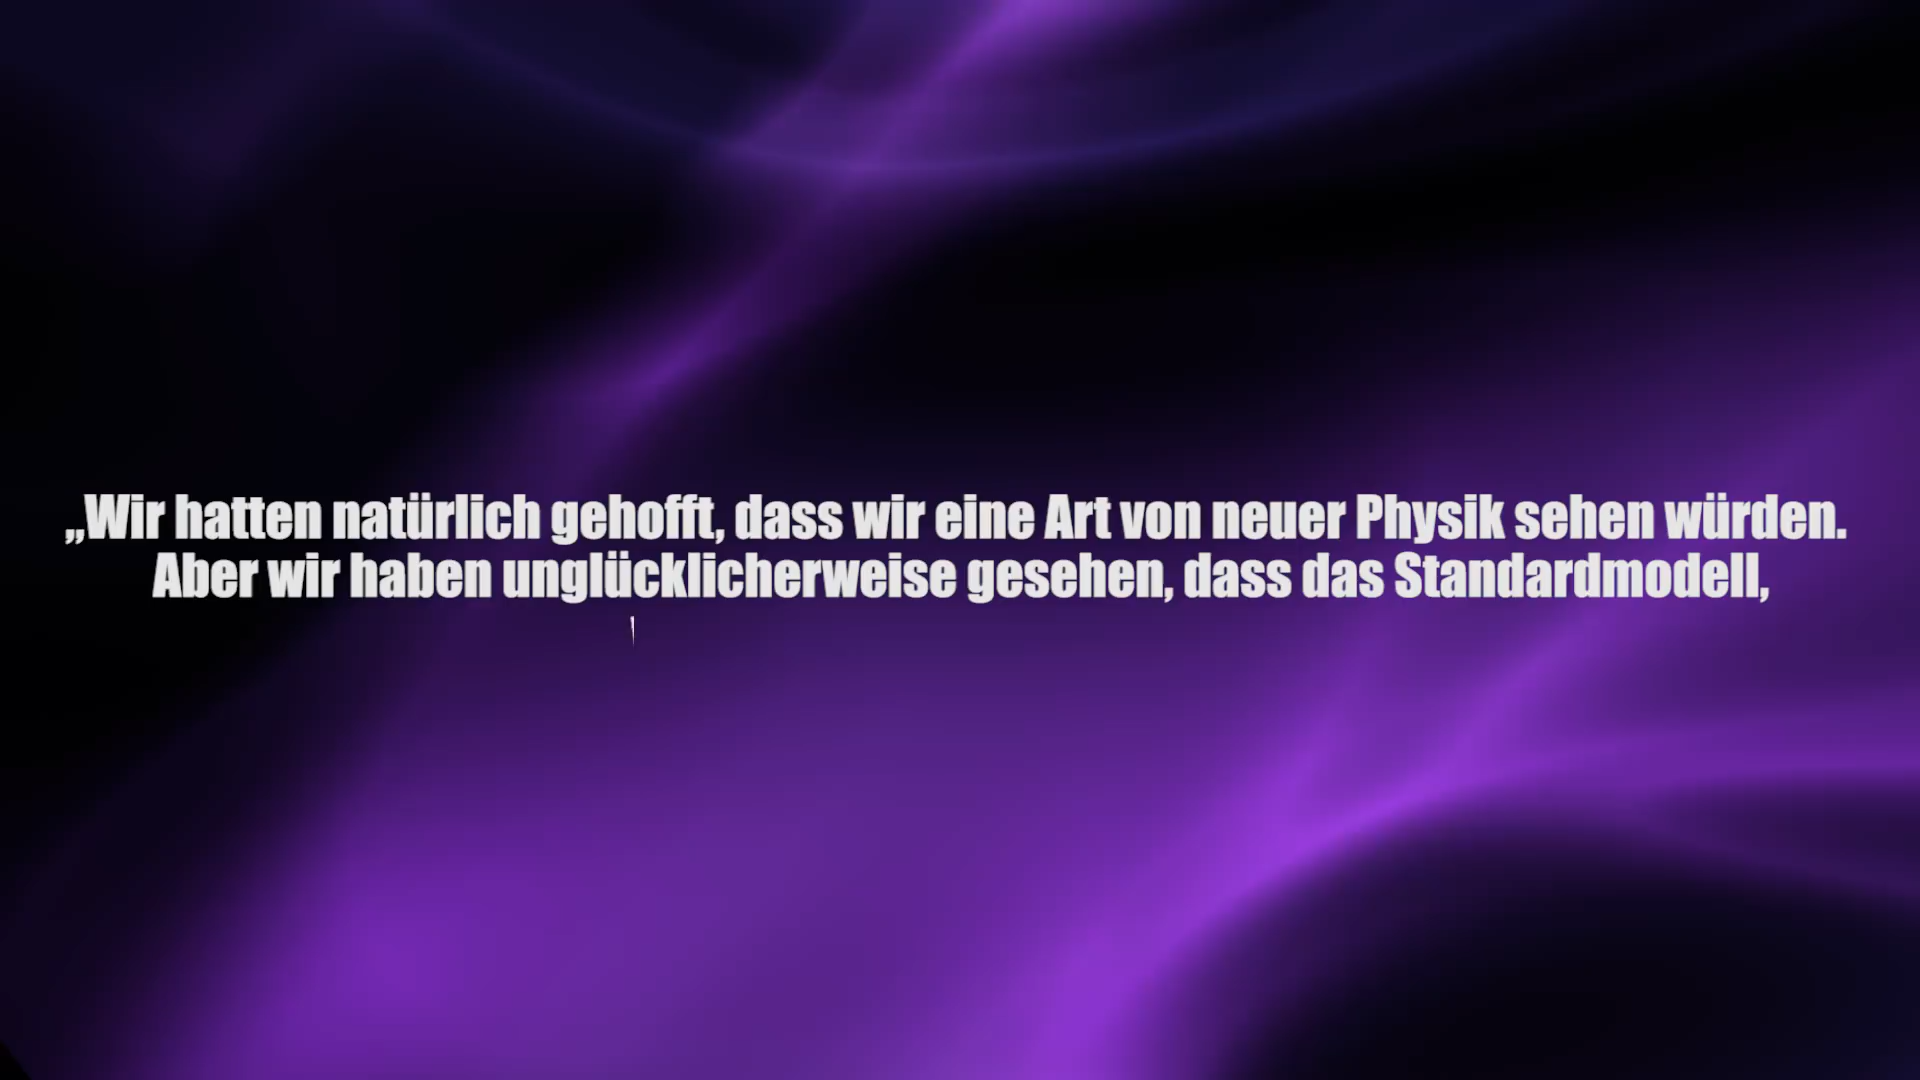 „Wir hatten natürlich gehofft, dass wir eine Art von neuer Physik sehen würden.
Aber wir haben unglücklicherweise gesehen, dass das Standardmodell,